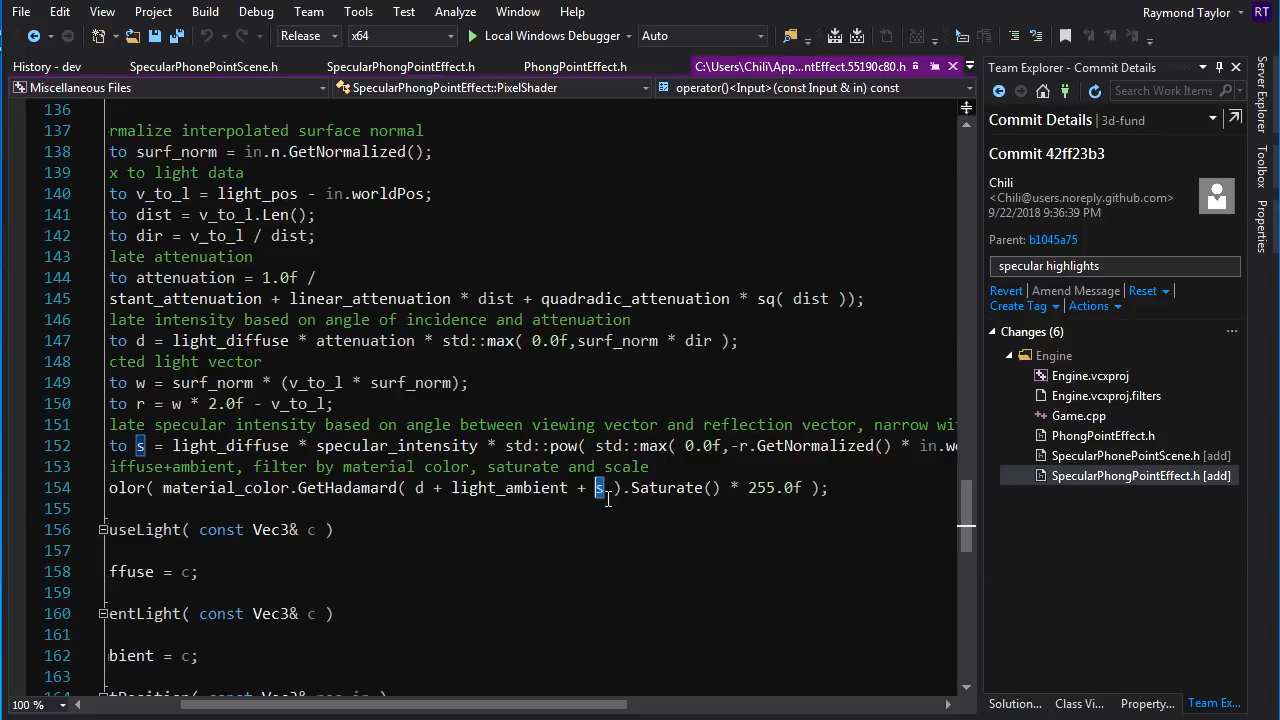 File Edit View Project Build Debug Team Tools Test Analyze Window Help Raymond Taylor RT
Release x64 Local Windows Debugger Auto
History - dev SpecularPhonePointScene.h SpecularPhongPointEffect.h PhongPointEffect.h C:\Users\Chili\App...ntEffect.55190c80.h
Miscellaneous Files SpecularPhongPointEffect::PixelShader operator()<Input>(const Input & in) const
136
137 rmalize interpolated surface normal
138 to surf_norm = in.n.GetNormalized();
139 x to light data
140 to v_to_l = light_pos - in.worldPos;
141 to dist = v_to_l.Len();
142 to dir = v_to_l / dist;
143 late attenuation
144 to attenuation = 1.0f /
145 stant_attenuation + linear_attenuation * dist + quadradic_attenuation * sq( dist ));
146 late intensity based on angle of incidence and attenuation
147 to d = light_diffuse * attenuation * std::max( 0.0f,surf_norm * dir );
148 cted light vector
149 to w = surf_norm * (v_to_l * surf_norm);
150 to r = w * 2.0f - v_to_l;
151 late specular intensity based on angle between viewing vector and reflection vector, narrow wi
152 to s = light_diffuse * specular_intensity * std::pow( std::max( 0.0f,-r.GetNormalized() * in.wo
153 iffuse+ambient, filter by material color, saturate and scale
154 olor( material_color.GetHadamard( d + light_ambient + s ).Saturate() * 255.0f );
155
156 useLight( const Vec3& c )
157
158 ffuse = c;
159
160 entLight( const Vec3& c )
161
162 bient = c;
163
164 tPosition( const Vec3& pos_in )
100 %
Team Explorer - Commit Details
Search Work Items
Commit Details 3d-fund
Commit 42ff23b3
Chili
<Chili@users.noreply.github.com>
9/22/2018 9:36:39 PM
Parent: b1045a75
specular highlights
Revert Amend Message Reset
Create Tag Actions
Changes (6)
Engine
Engine.vcxproj
Engine.vcxproj.filters
Game.cpp
PhongPointEffect.h
SpecularPhonePointScene.h [add]
SpecularPhongPointEffect.h [add]
Solution... Class Vi... Property... Team Ex...
Server Explorer
Toolbox
Properties